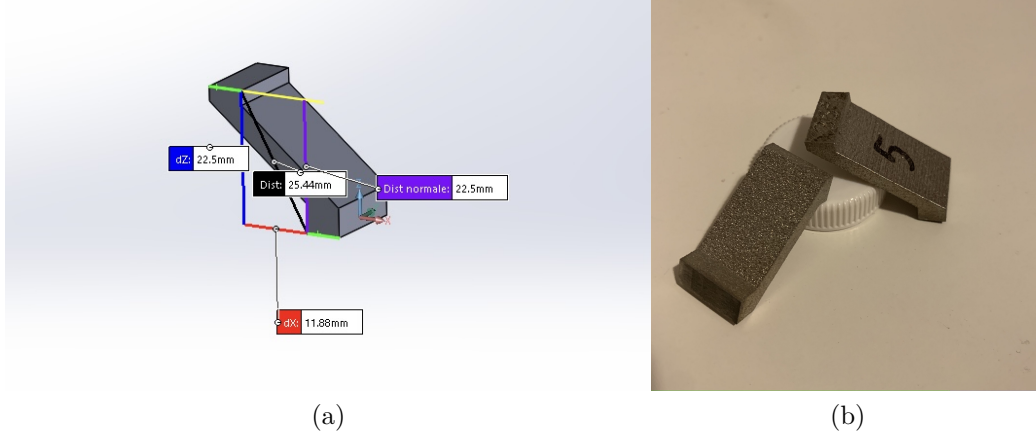 dZ: 22.5mm
Dist: 25.44mm
Dist normale: 22.5mm
Z
X
dX: 11.88mm
5
(a)
(b)